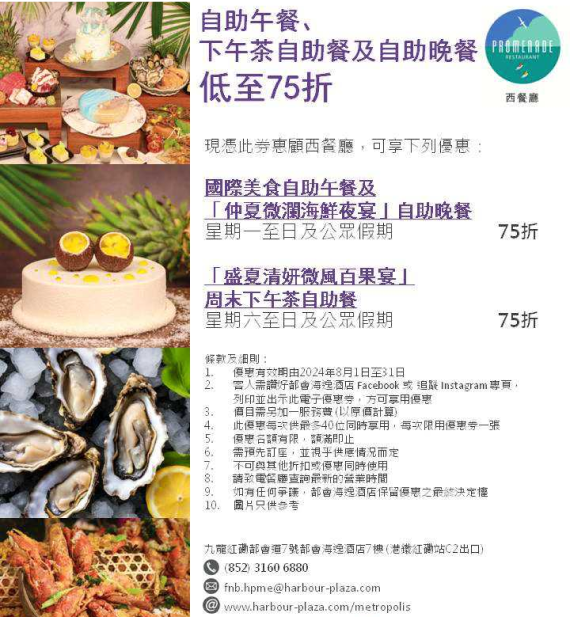 自助午餐、
下午茶自助餐及自助晚餐
低至75折
PROMENADE
RESTAURANT
西餐廳
現憑此券惠顧西餐廳，可享下列優惠：
國際美食自助午餐及
「仲夏微瀾海鮮夜宴」自助晚餐
星期一至日及公眾假期 75折
「盛夏清妍微風百果宴」
周末下午茶自助餐
星期六至日及公眾假期 75折
條款及細則：
1. 優惠有效期由2024年8月1日至31日
2. 客人需讚好都會海逸酒店 Facebook 或 追蹤 Instagram 專頁，
列印並出示此電子優惠券，方可享用優惠
3. 價目需另加一服務費 (以原價計算)
4. 此優惠每次供最多40位同時享用，每次限用優惠券一張
5. 優惠名額有限，額滿即止
6. 需預先訂座，並視乎供應情況而定
7. 不可與其他折扣或優惠同時使用
8. 請致電餐廳查詢最新的營業時間
9. 如有任何爭議，都會海逸酒店保留優惠之最終決定權
10. 圖片只供參考
九龍紅磡都會道7號都會海逸酒店7樓 (港鐵紅磡站C2出口)
(852) 3160 6880
fnb.hpme@harbour-plaza.com
www.harbour-plaza.com/metropolis